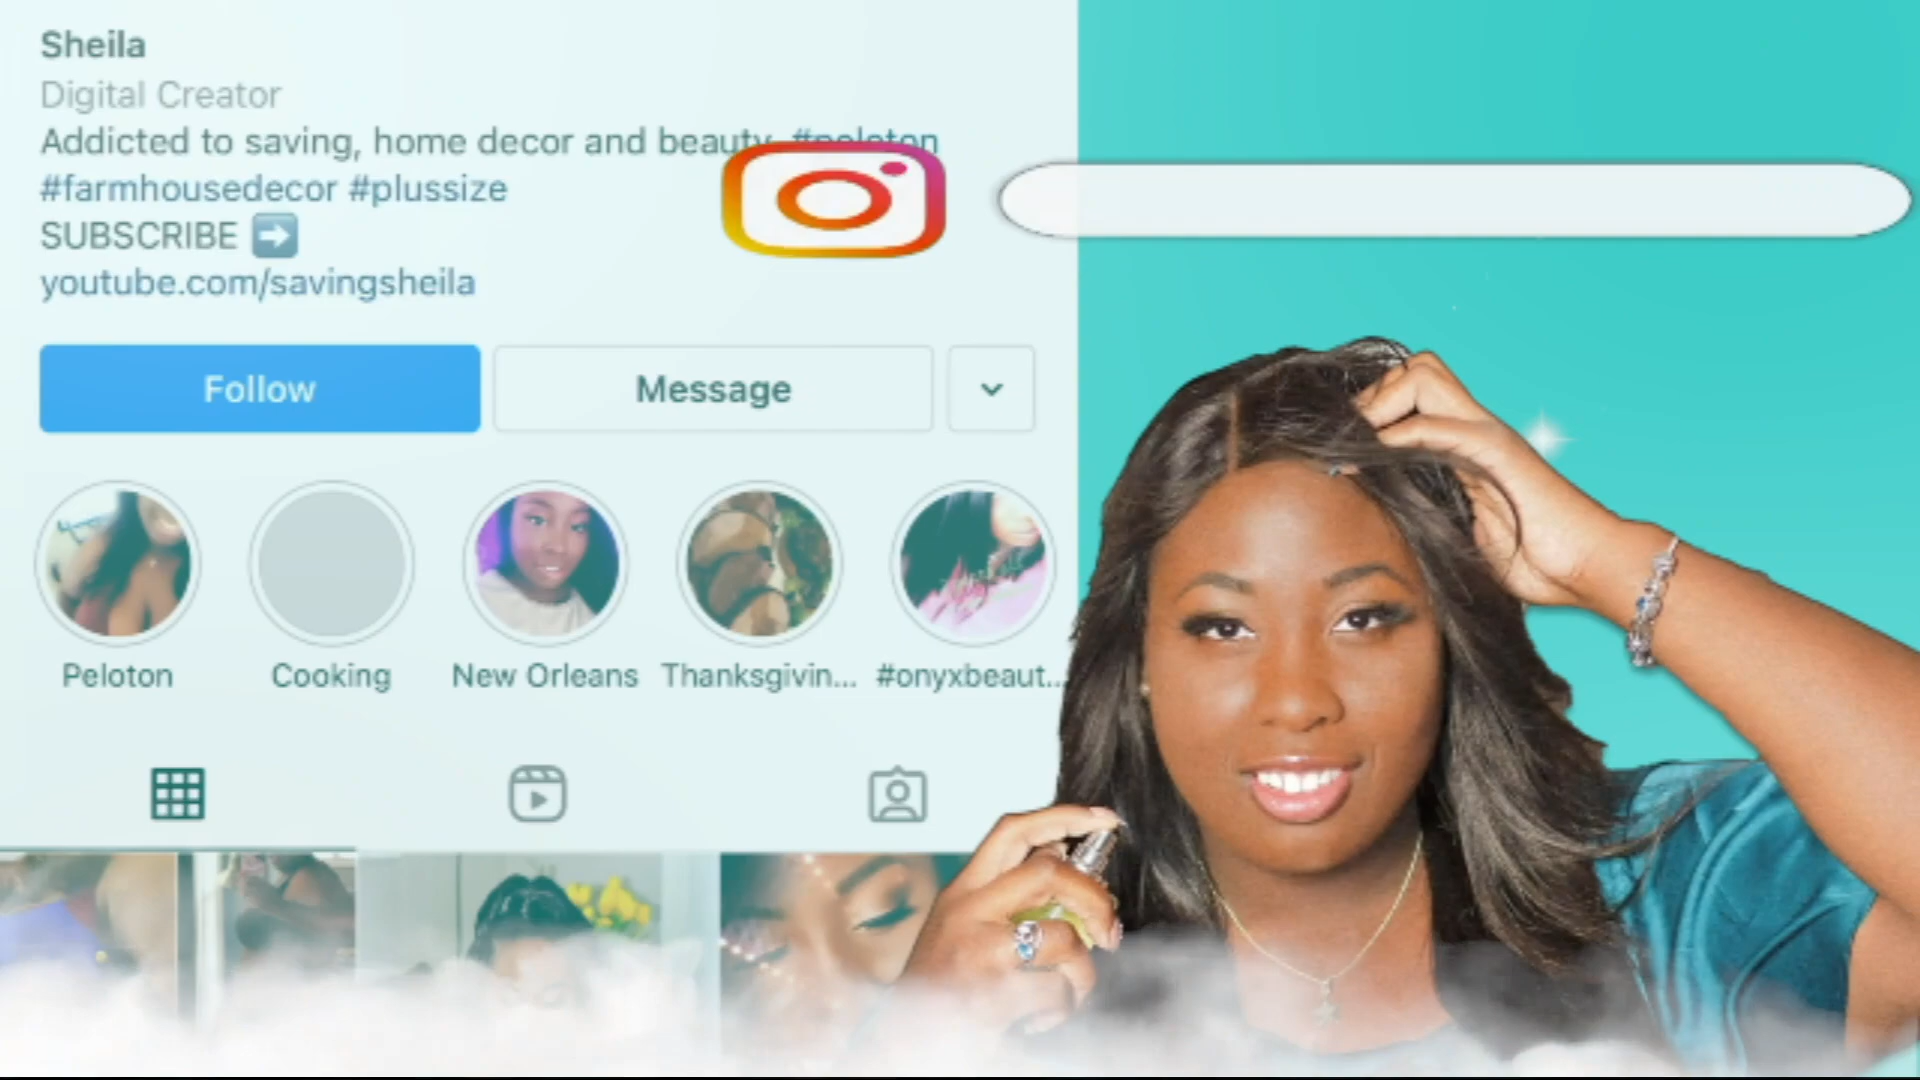 Sheila
Digital Creator
Addicted to saving, home decor and beauty #peloton
#farmhousedecor #plussize
SUBSCRIBE ➡️
youtube.com/savingsheila
Follow
Message
Peloton
Cooking
New Orleans
Thanksgivin...
#onyxbeaut...